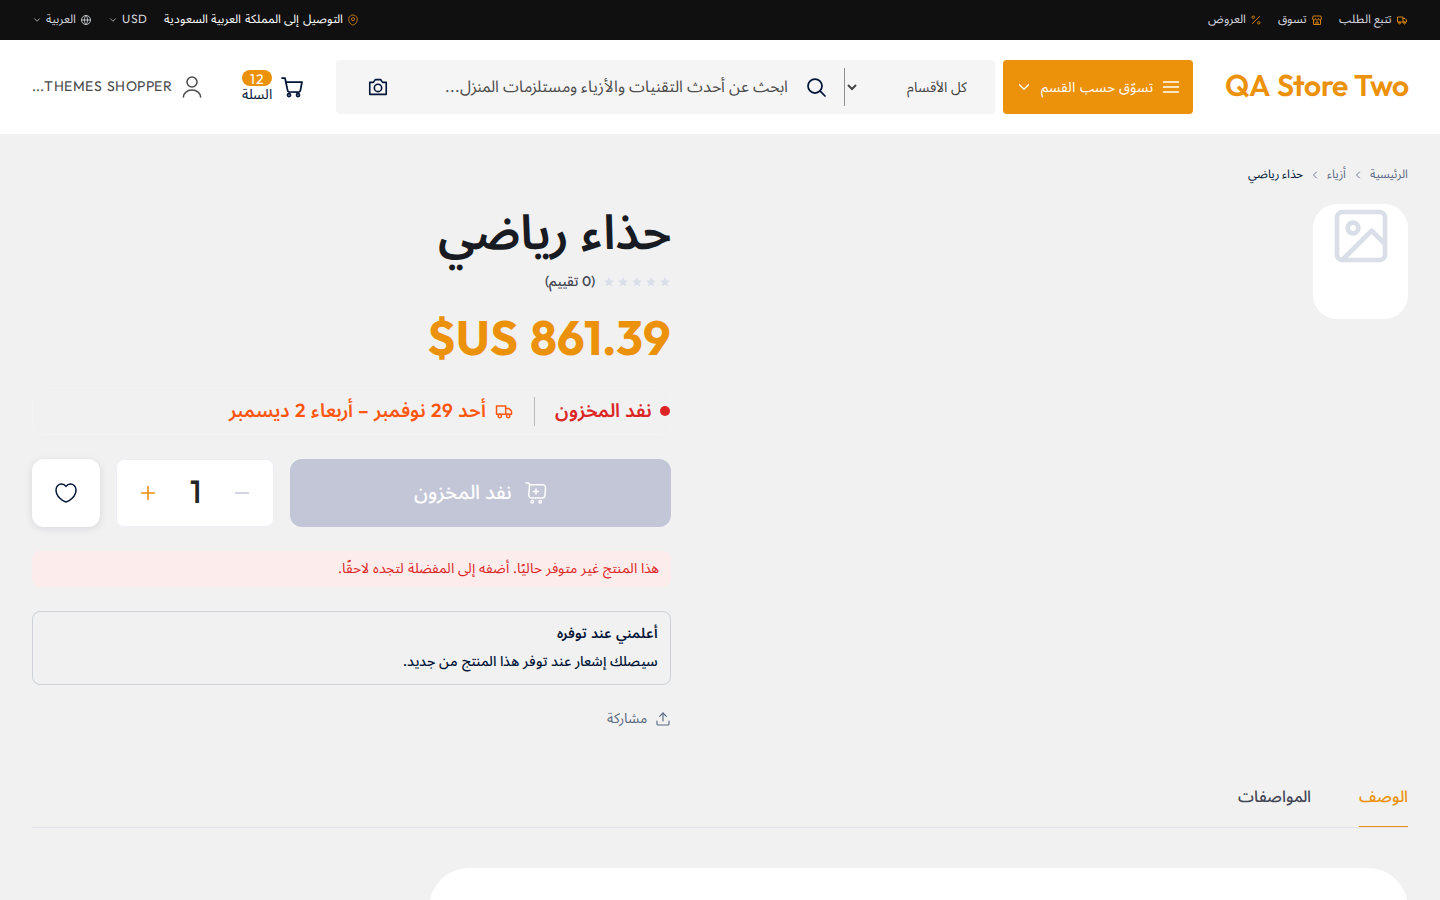 تتبع الطلب
تسوق
العروض
التوصيل إلى المملكة العربية السعودية
USD
العربية
QA Store Two
تسوّق حسب القسم
كل الأقسام
ابحث عن أحدث التقنيات والأزياء ومستلزمات المنزل...
12
السلة
THEMES SHOPPER...
الرئيسية
أزياء
حذاء رياضي
حذاء رياضي
(0 تقييم)
861.39 US$
نفد المخزون
أحد 29 نوفمبر – أربعاء 2 ديسمبر
نفد المخزون
1
هذا المنتج غير متوفر حاليًا. أضفه إلى المفضلة لتجده لاحقًا.
أعلمني عند توفره
سيصلك إشعار عند توفر هذا المنتج من جديد.
مشاركة
الوصف
المواصفات